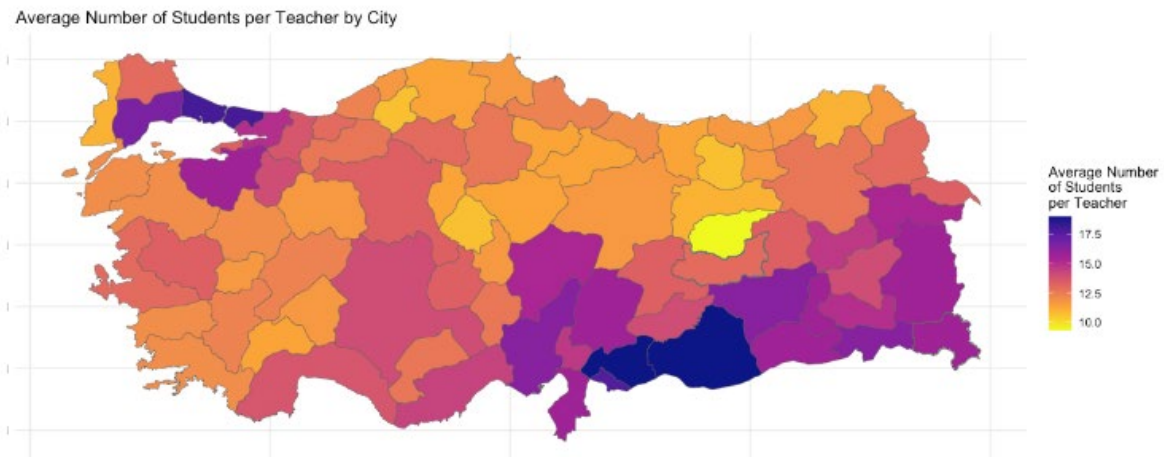 Average Number of Students per Teacher by City
Average Number
of Students
per Teacher
17.5
15.0
12.5
10.0